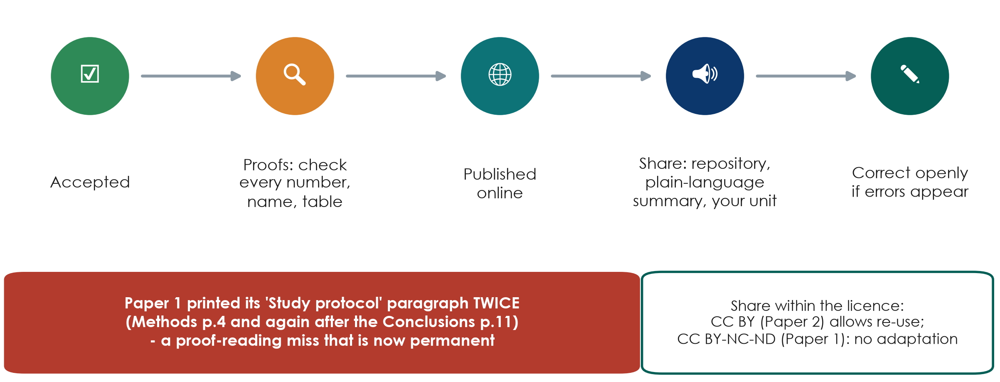 Accepted
Proofs: check
every number,
name, table
Published
online
Share: repository,
plain-language
summary, your unit
Correct openly
if errors appear
Paper 1 printed its 'Study protocol' paragraph TWICE
(Methods p.4 and again after the Conclusions p.11)
- a proof-reading miss that is now permanent
Share within the licence:
CC BY (Paper 2) allows re-use;
CC BY-NC-ND (Paper 1): no adaptation